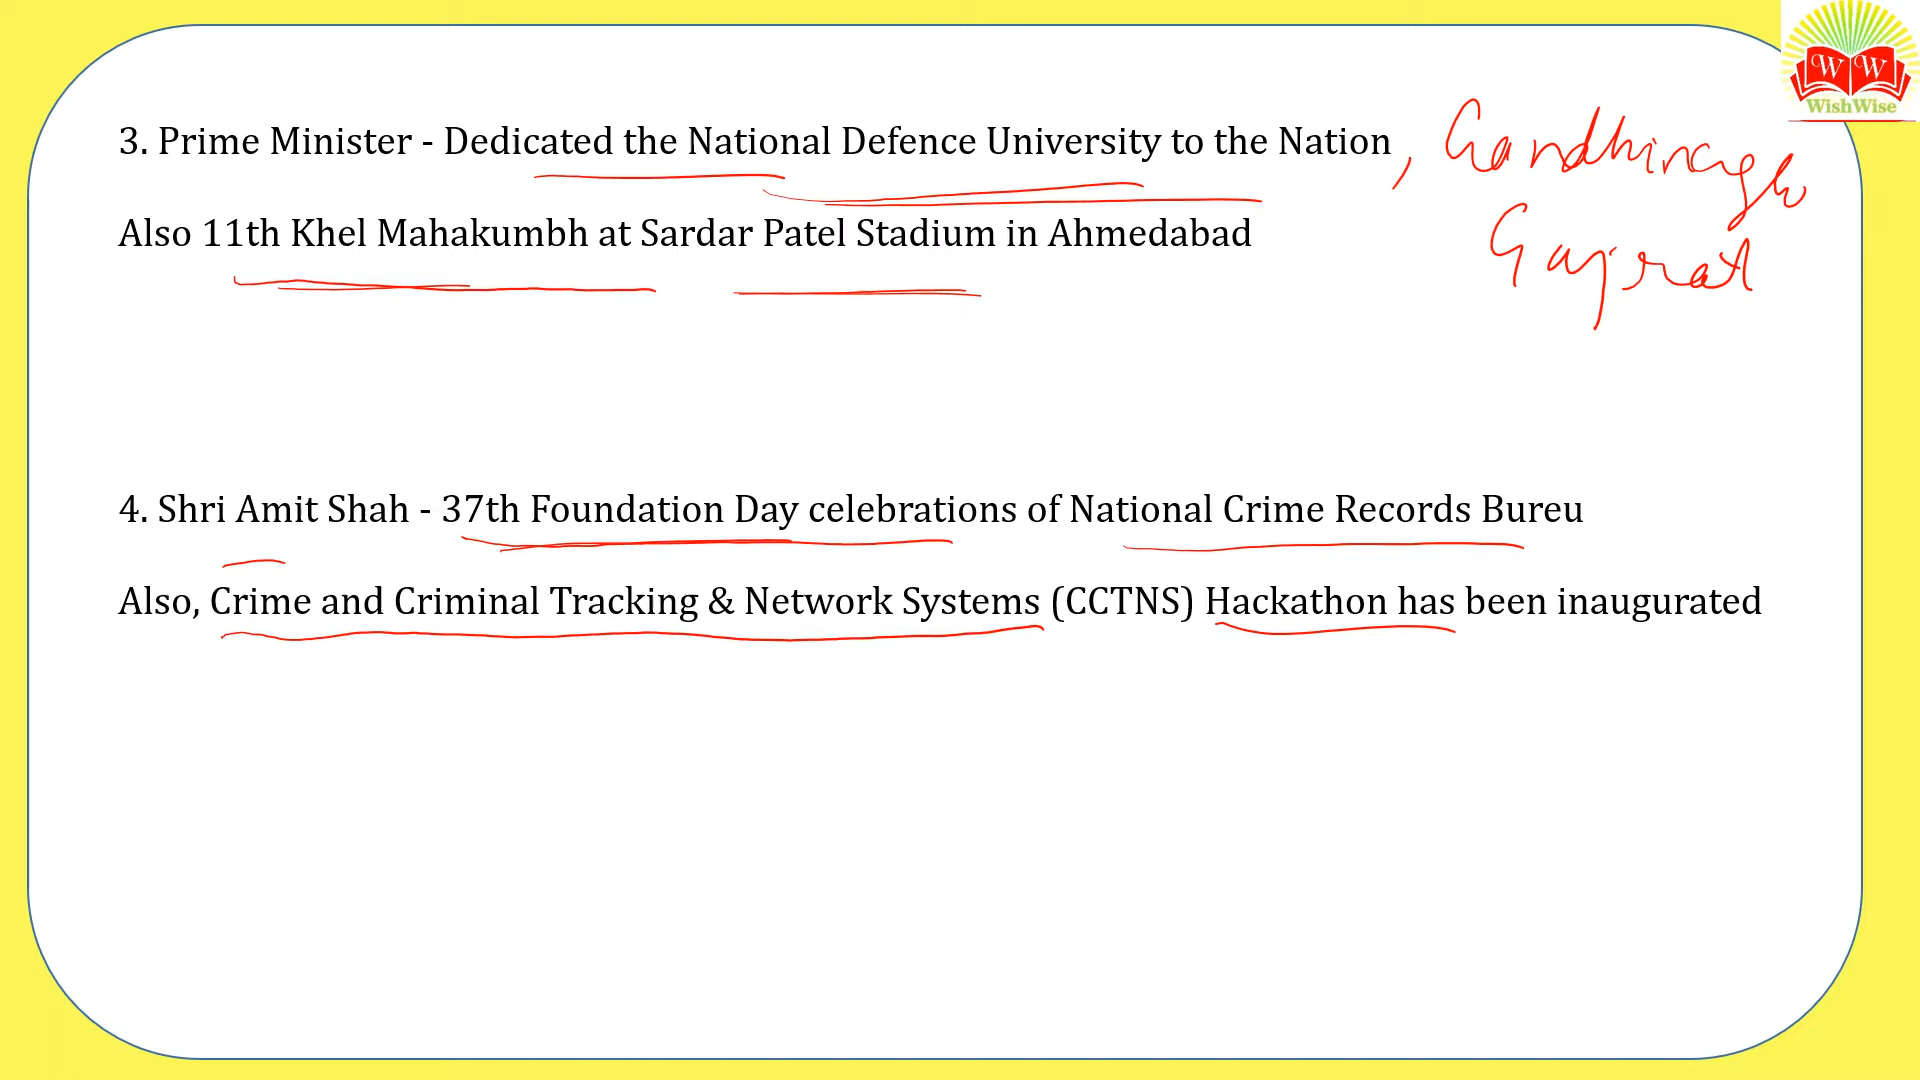 W W
WishWise
3. Prime Minister - Dedicated the National Defence University to the Nation , Gandhinagar
Gujrat
Also 11th Khel Mahakumbh at Sardar Patel Stadium in Ahmedabad
4. Shri Amit Shah - 37th Foundation Day celebrations of National Crime Records Bureu
Also, Crime and Criminal Tracking & Network Systems (CCTNS) Hackathon has been inaugurated